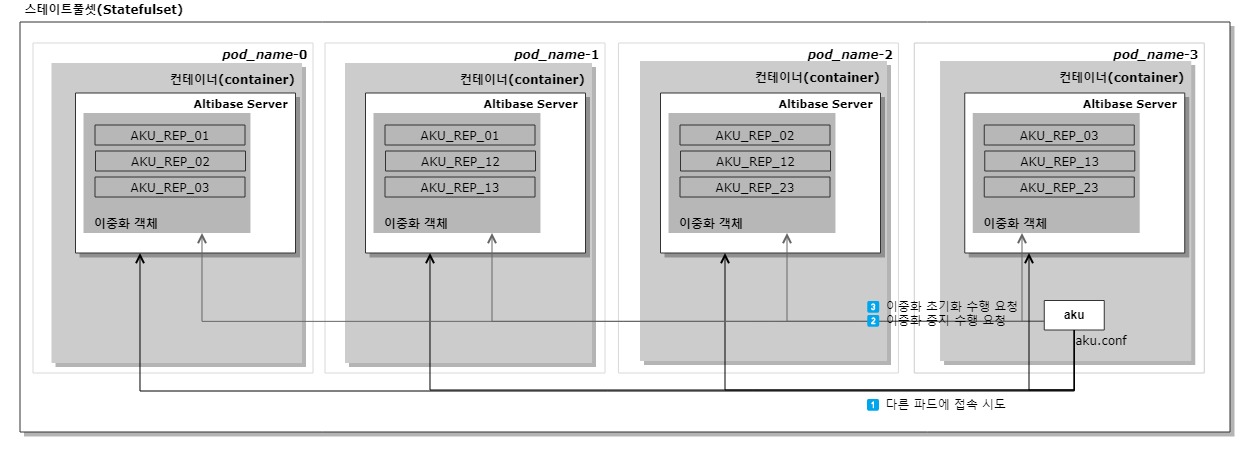 스테이트풀셋(Statefulset)
pod_name-0
컨테이너(container)
Altibase Server
AKU_REP_01
AKU_REP_02
AKU_REP_03
이중화 객체
pod_name-1
컨테이너(container)
Altibase Server
AKU_REP_01
AKU_REP_12
AKU_REP_13
이중화 객체
pod_name-2
컨테이너(container)
Altibase Server
AKU_REP_02
AKU_REP_12
AKU_REP_23
이중화 객체
pod_name-3
컨테이너(container)
Altibase Server
AKU_REP_03
AKU_REP_13
AKU_REP_23
이중화 객체
3 이중화 초기화 수행 요청
2 이중화 중지 수행 요청
aku
aku.conf
1 다른 파드에 접속 시도